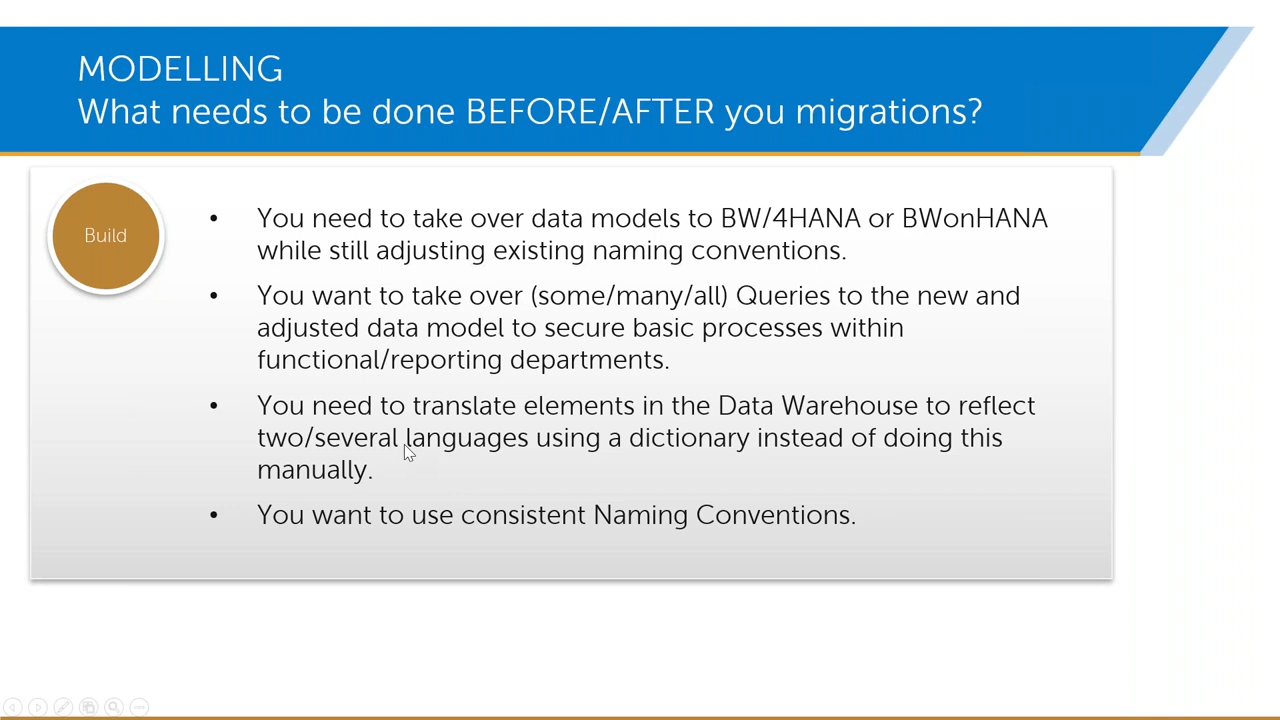 MODELLING
What needs to be done BEFORE/AFTER you migrations?
Build
• You need to take over data models to BW/4HANA or BWonHANA
while still adjusting existing naming conventions.
• You want to take over (some/many/all) Queries to the new and
adjusted data model to secure basic processes within
functional/reporting departments.
• You need to translate elements in the Data Warehouse to reflect
two/several languages using a dictionary instead of doing this
manually.
• You want to use consistent Naming Conventions.